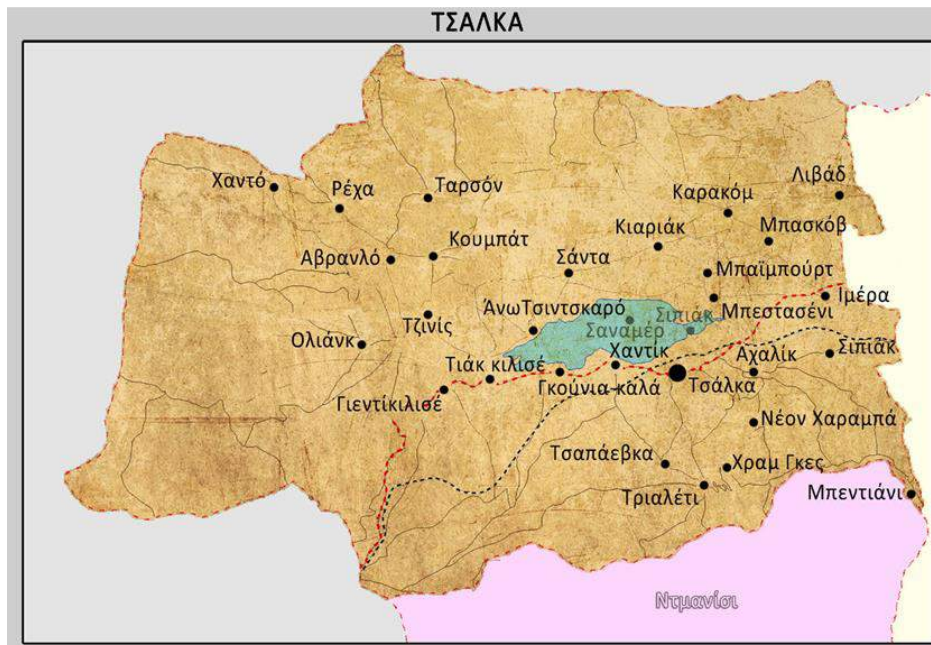 ΤΣΑΛΚΑ
Λιβάδ
Χαντό
Ρέχα
Ταρσόν
Καρακόμ
Κιαριάκ
Μπασκόβ
Αβρανλό
Κουμπάτ
Σάντα
Μπαϊμπούρτ
Ιμέρα
ΆνωΤσιντσκαρό
Σιπιάκ
Μπεστασένι
Τζινίς
Σαναμέρ
Ολιάνκ
Τιάκ κιλισέ
Χαντίκ
Αχαλίκ
Σιπιάκ
Γιεντίκιλισέ
Γκούνια-καλά
Τσάλκα
Νέον Χαραμπά
Τσαπάεβκα
Χραμ Γκες
Τριαλέτι
Μπεντιάνι
Ντμανίσι